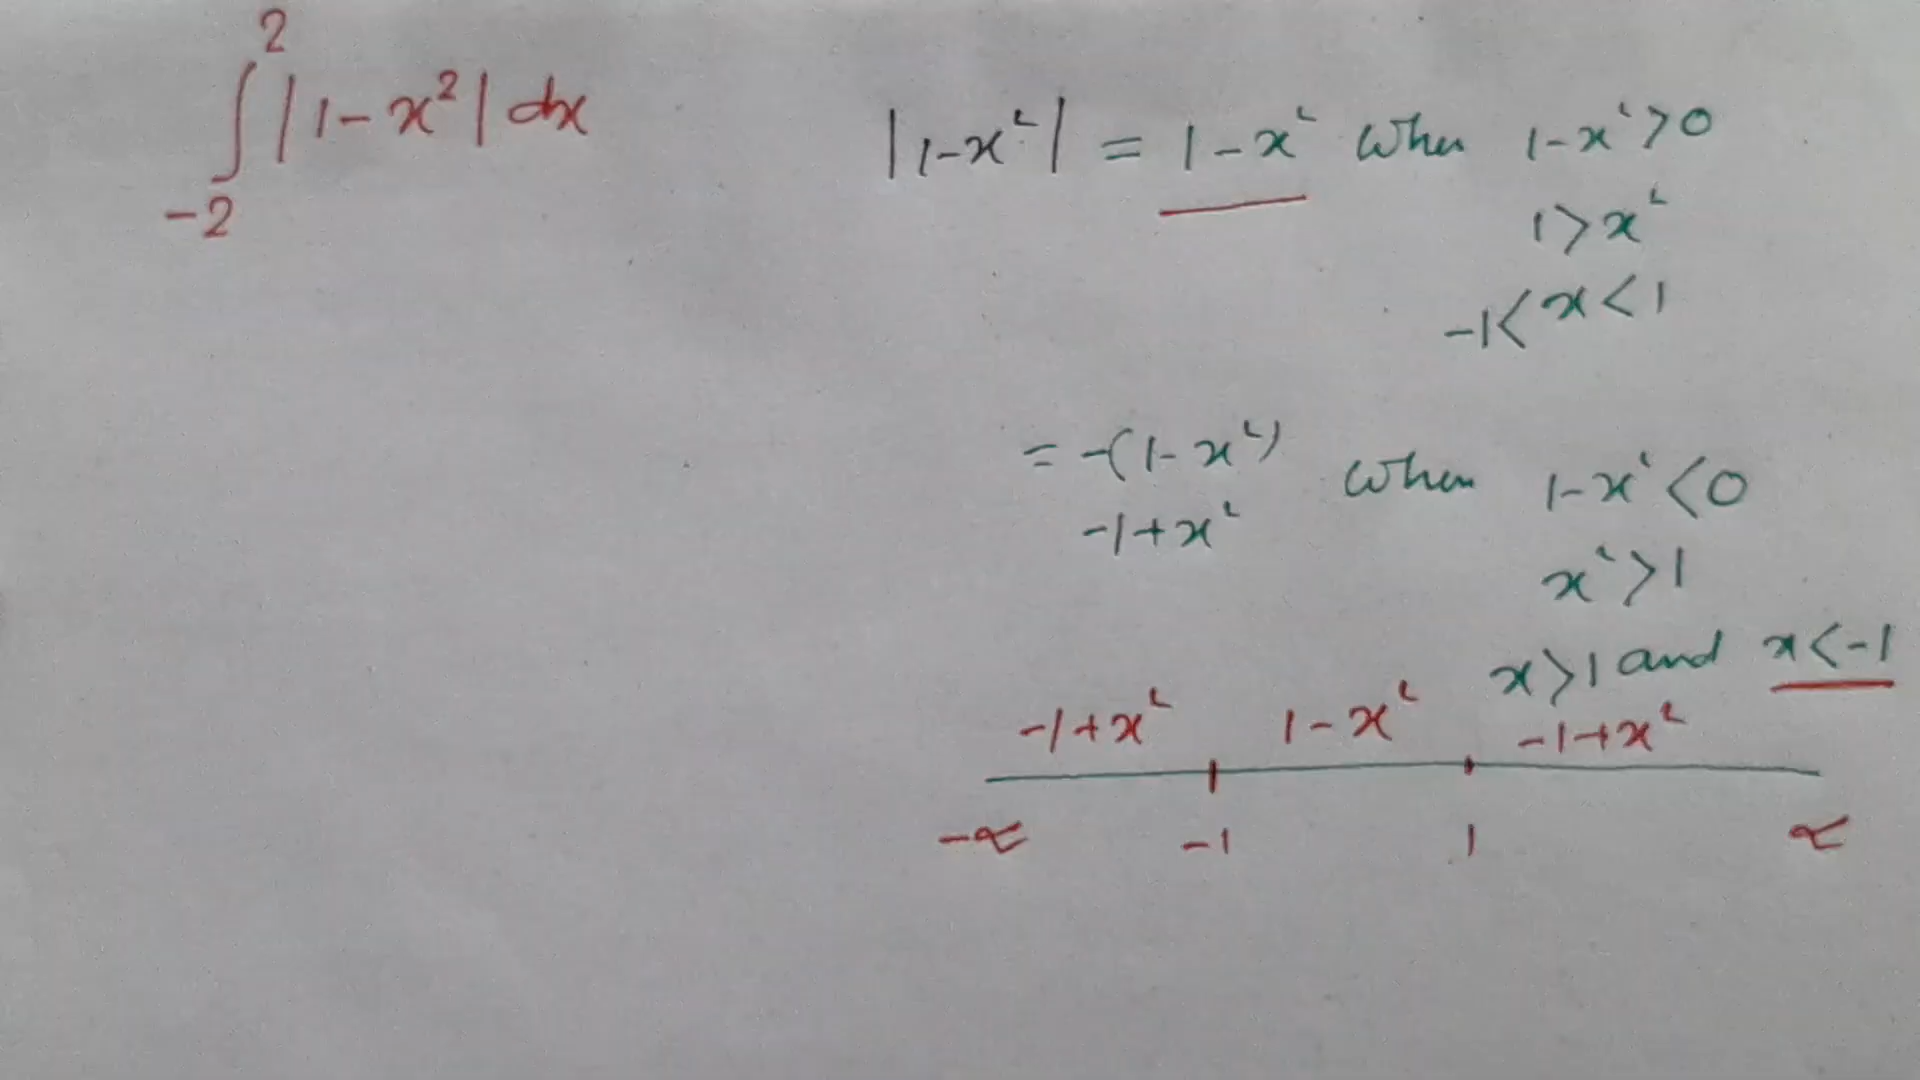 ∫_{-2}^{2} |1-x²| dx
|1-x²| = 1-x² when 1-x²>0
1>x²
-1<x<1
= -(1-x²) when 1-x²<0
-1+x²
x²>1
x>1 and x<-1
-1+x² 1-x² -1+x²
-∞ -1 1 ∞